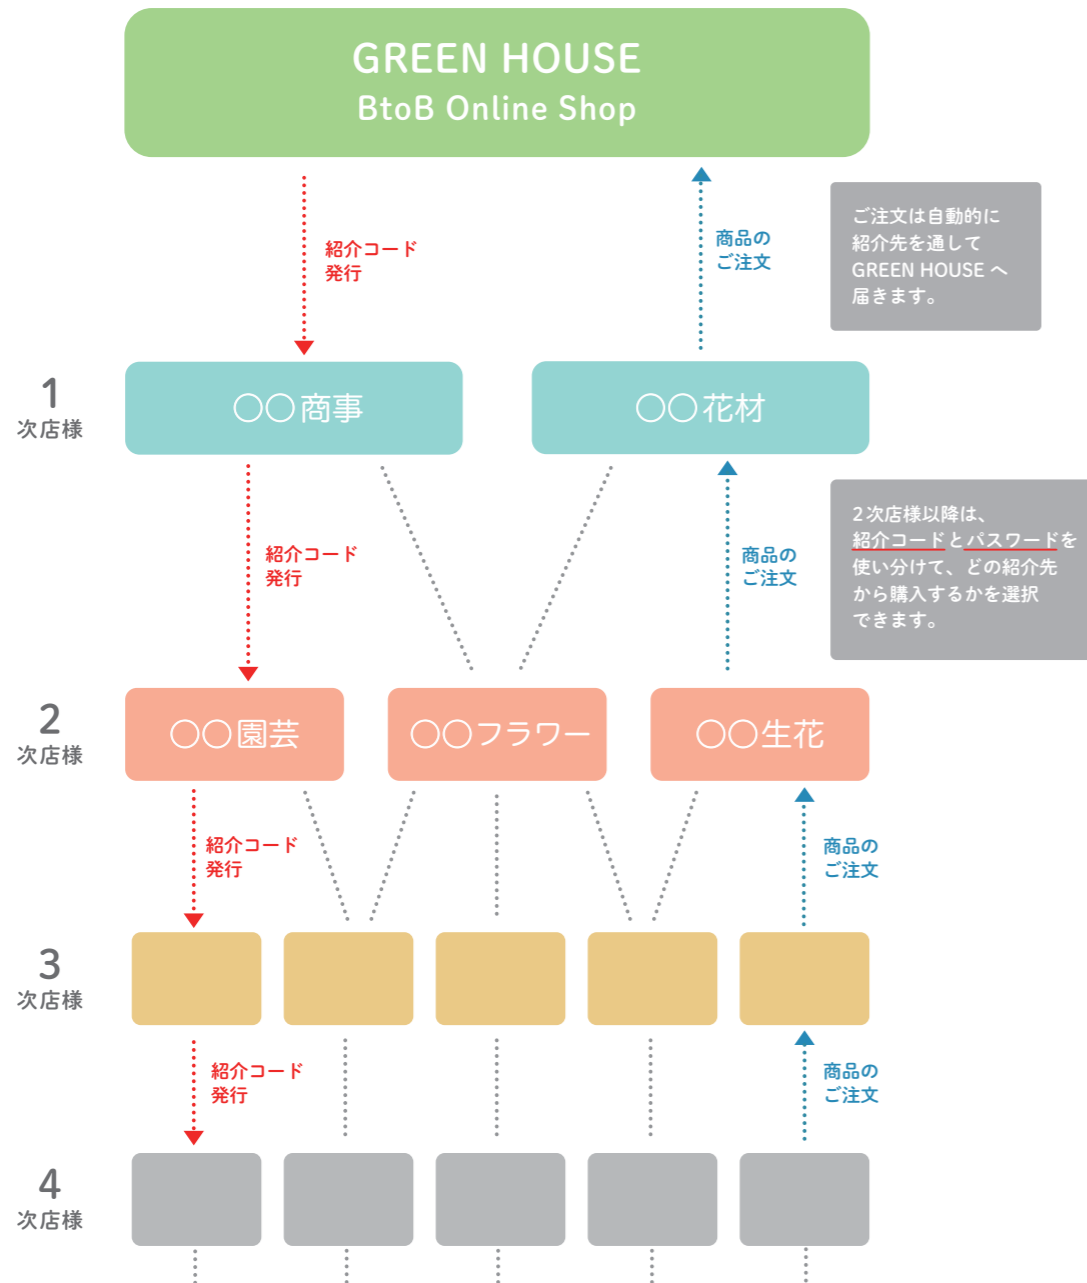 GREEN HOUSE
BtoB Online Shop
紹介コード
発行
商品の
ご注文
ご注文は自動的に
紹介先を通して
GREEN HOUSE へ
届きます。
1
次店様
〇〇商事
〇〇花材
紹介コード
発行
商品の
ご注文
2次店様以降は、
紹介コードとパスワードを
使い分けて、どの紹介先
から購入するかを選択
できます。
2
次店様
〇〇園芸
〇〇フラワー
〇〇生花
紹介コード
発行
商品の
ご注文
3
次店様
紹介コード
発行
商品の
ご注文
4
次店様